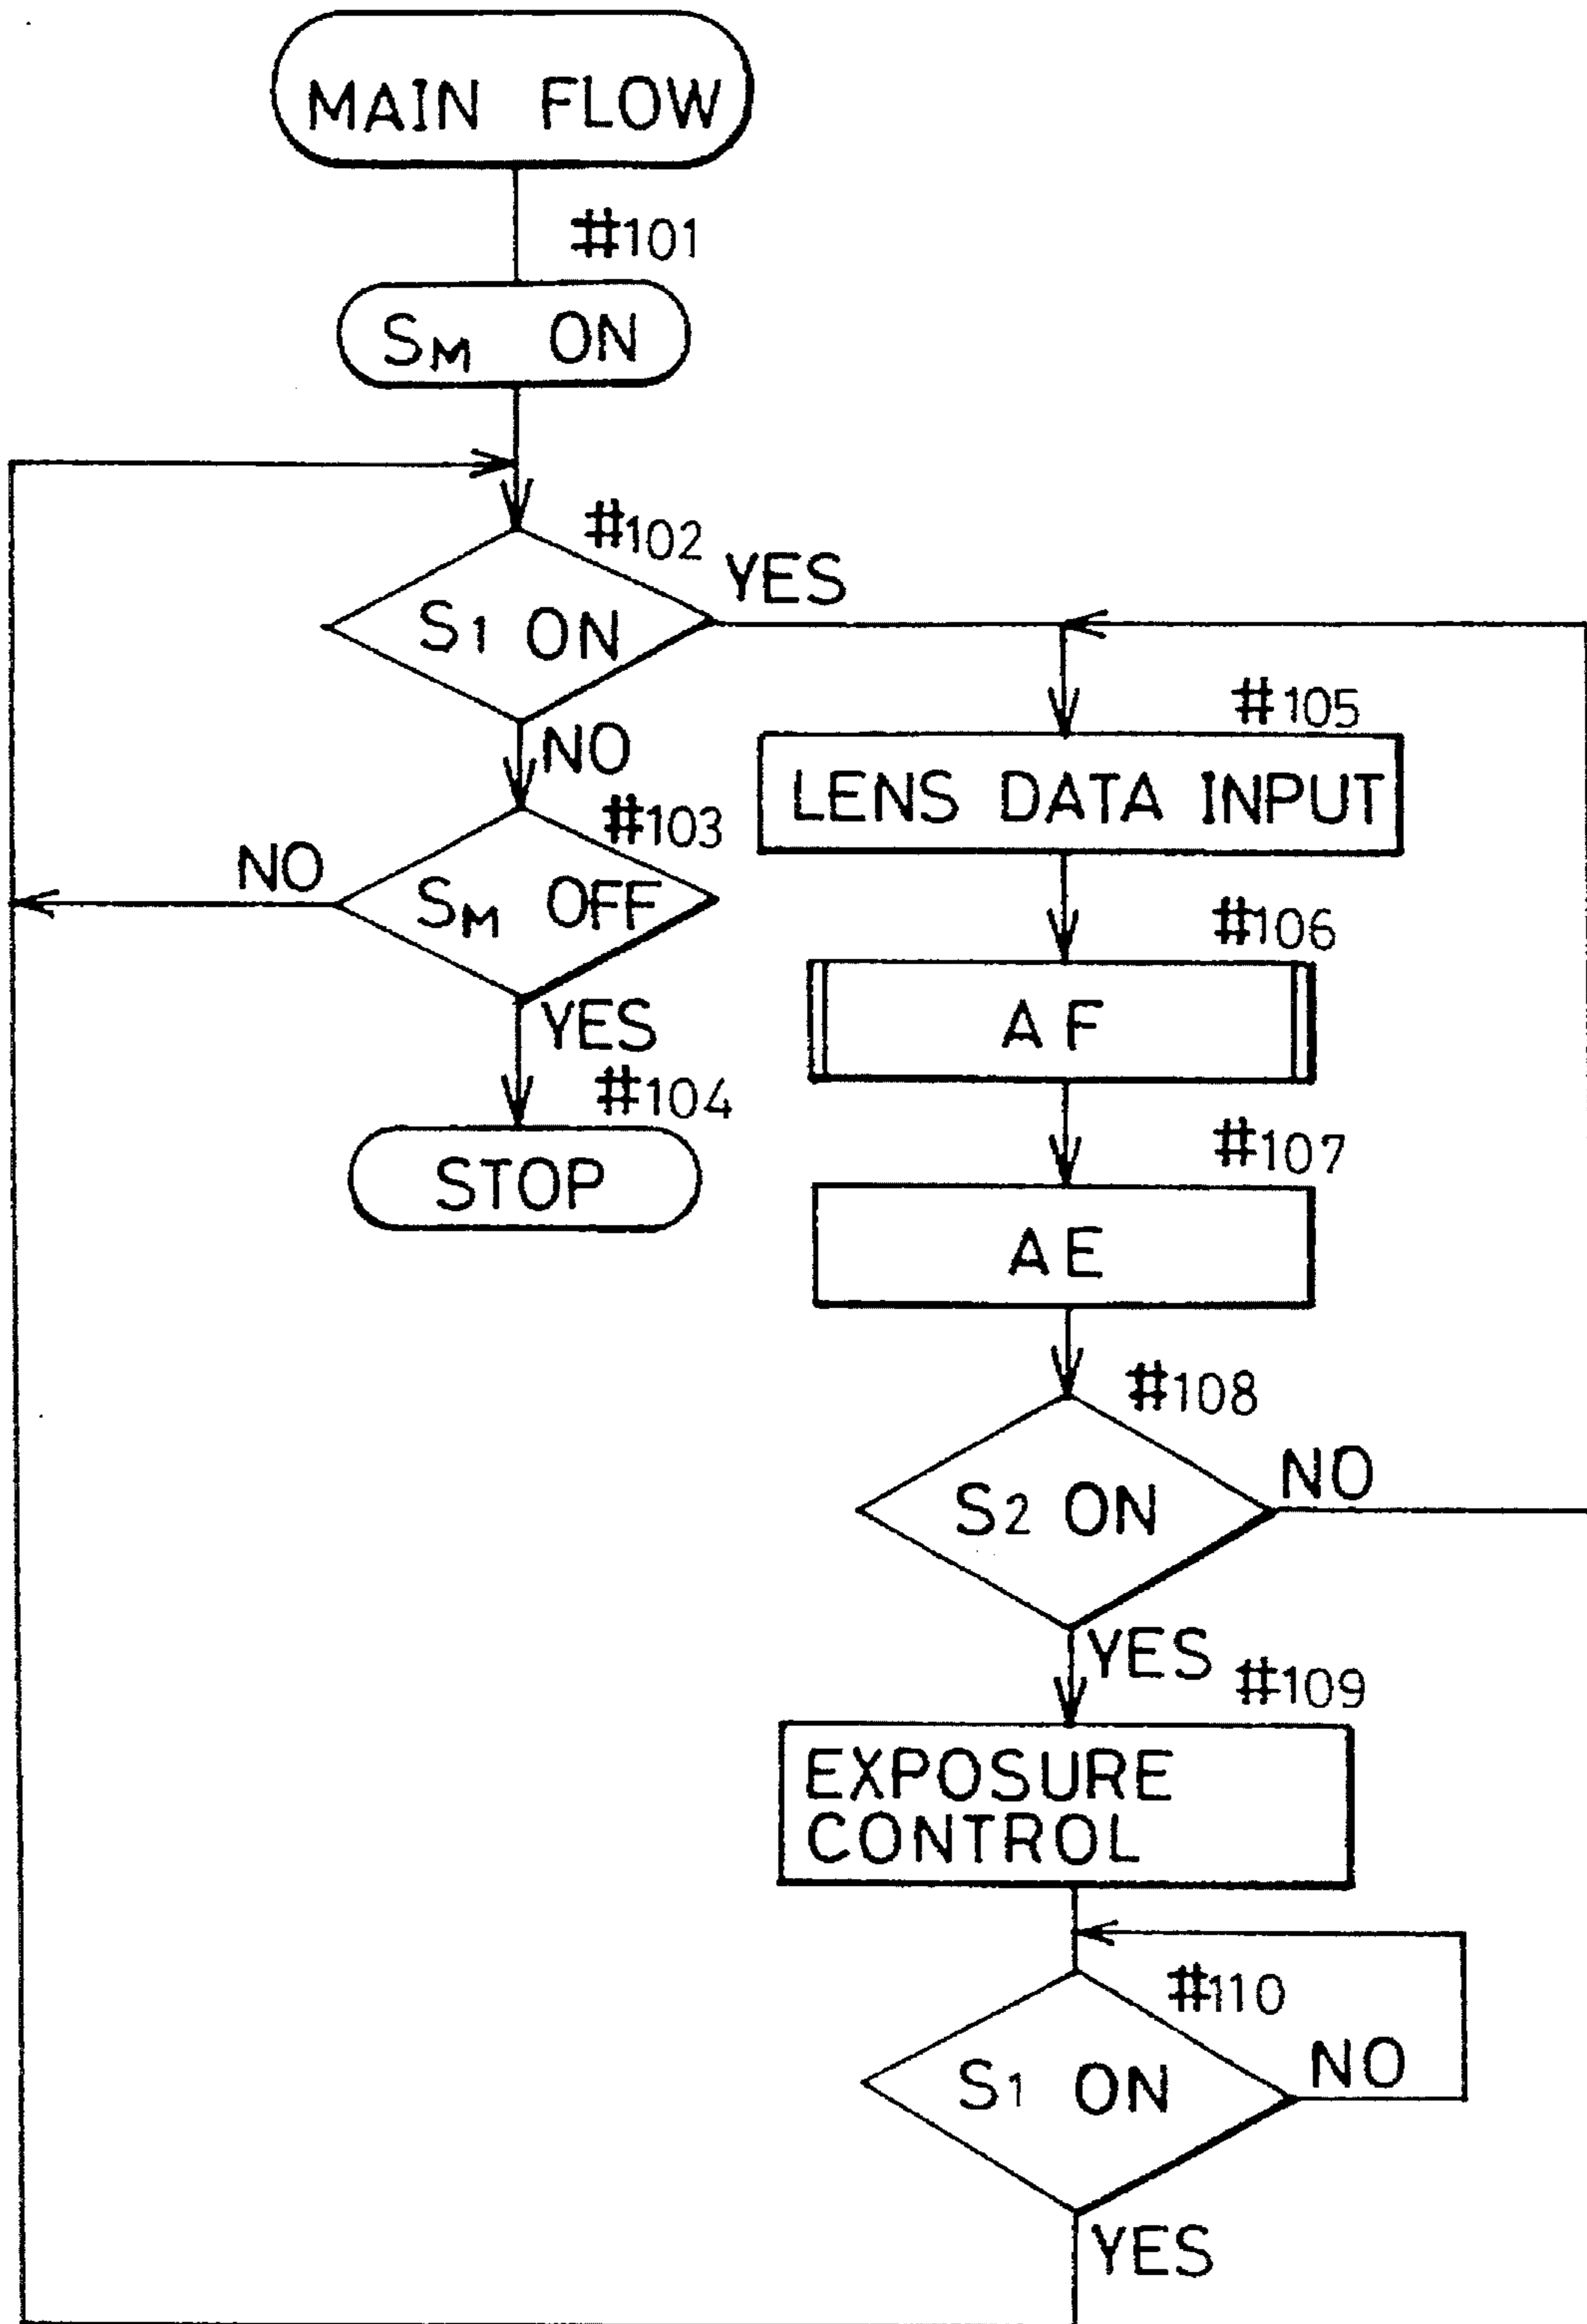 MAIN FLOW
#101
SM ON
#102
S1 ON
YES
NO
#103
SM OFF
NO
YES
#104
STOP
#105
LENS DATA INPUT
#106
AF
#107
AE
#108
S2 ON
NO
YES
#109
EXPOSURE
CONTROL
#110
S1 ON
NO
YES